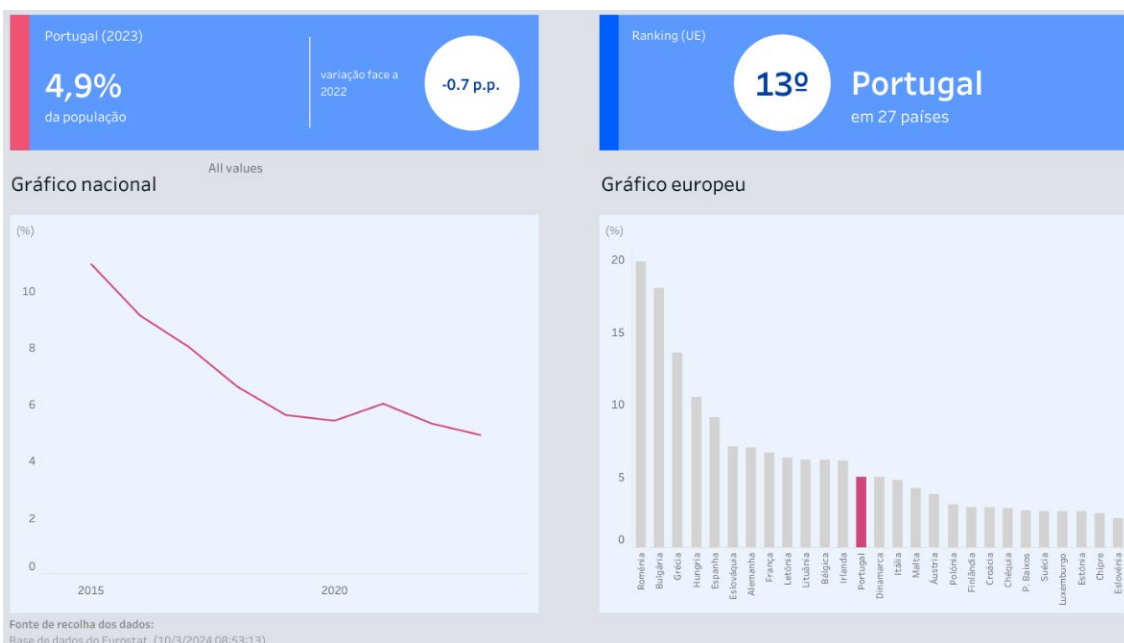 Portugal (2023)
4,9%
da população
variação face a
2022
-0.7 p.p.
Ranking (UE)
13º
Portugal
em 27 países
All values
Gráfico nacional
(%)
10
8
6
4
2
0
2015
2020
Gráfico europeu
(%)
20
15
10
5
0
Roménia
Bulgária
Grécia
Hungria
Espanha
Eslováquia
Alemanha
França
Letónia
Lituânia
Bélgica
Irlanda
Portugal
Dinamarca
Itália
Malta
Áustria
Polónia
Finlândia
Croácia
Chéquia
P. Baixos
Suécia
Luxemburgo
Estónia
Chipre
Eslovénia
Fonte de recolha dos dados:
Base de dados do Eurostat (10/3/2024 08:53:13)